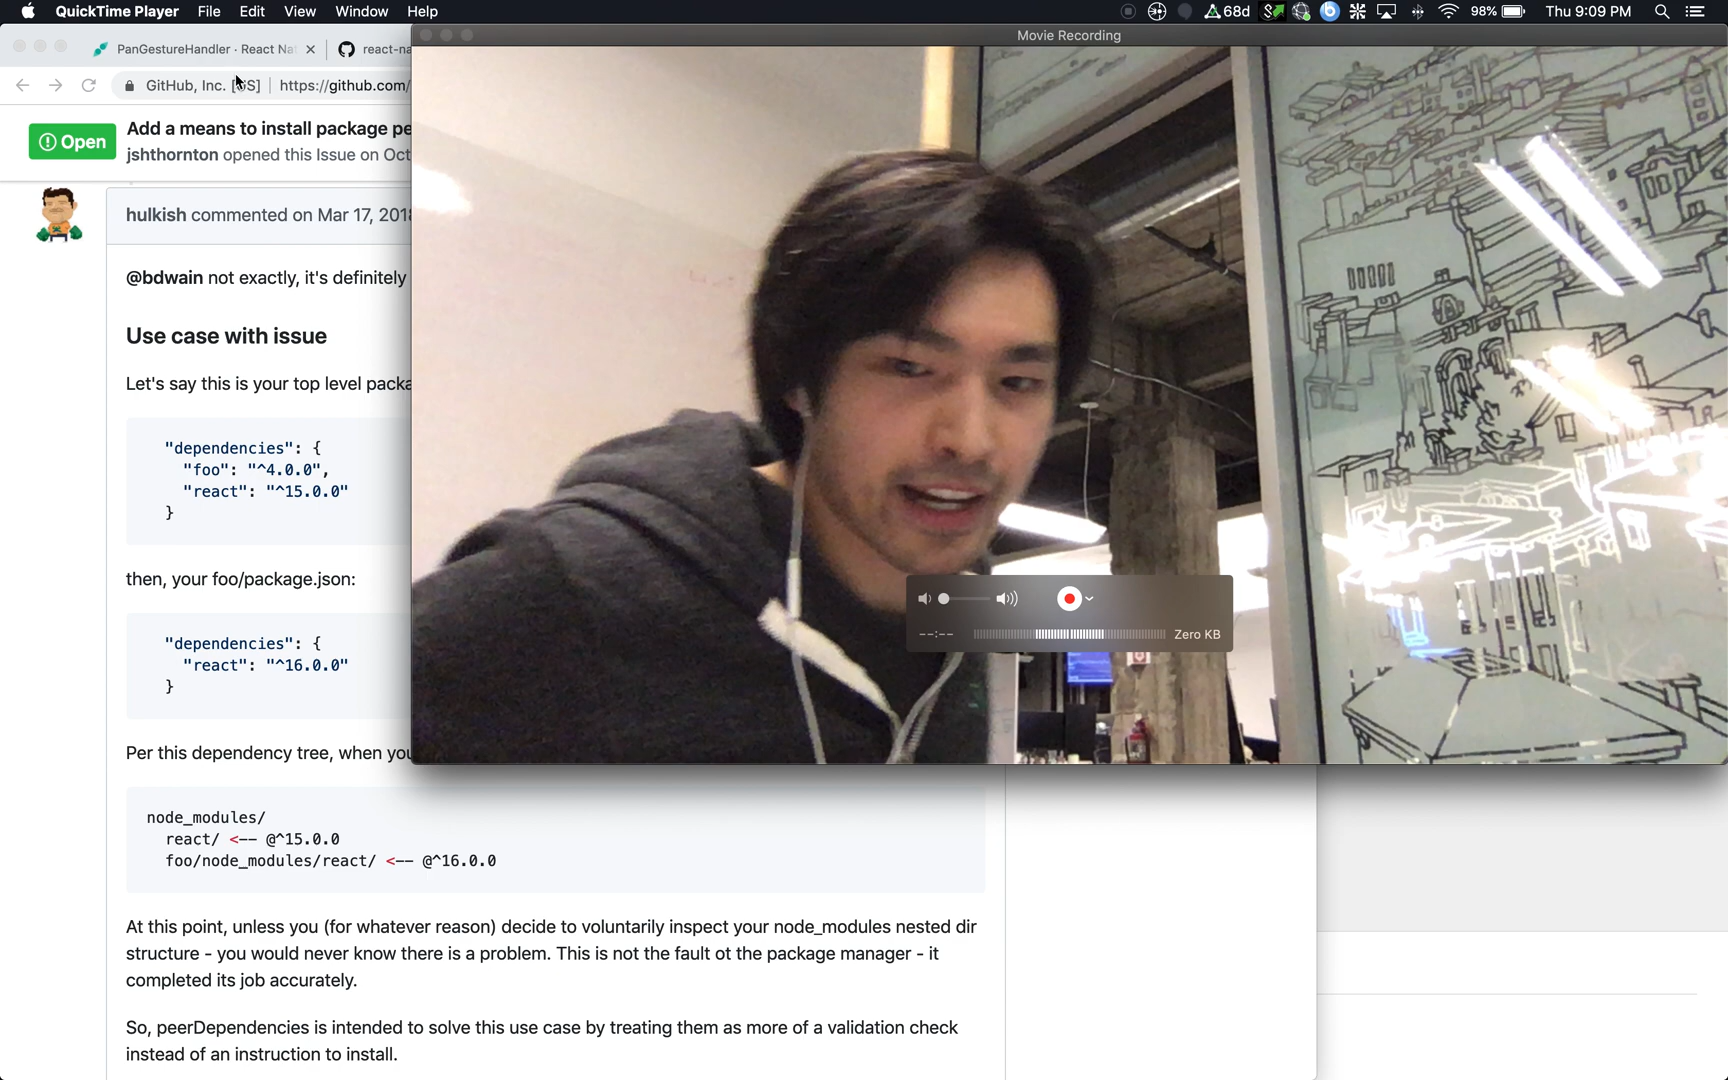 QuickTime Player File Edit View Window Help
68d
98%
Thu 9:09 PM
PanGestureHandler · React Nat
react-na
Movie Recording
GitHub, Inc. [US] https://github.com/
Open
Add a means to install package pe
jshthornton opened this Issue on Oct
hulkish commented on Mar 17, 2018
@bdwain not exactly, it's definitely
Use case with issue
Let's say this is your top level packa
"dependencies": {
"foo": "^4.0.0",
"react": "^15.0.0"
}
then, your foo/package.json:
"dependencies": {
"react": "^16.0.0"
}
--:--
Zero KB
Per this dependency tree, when you
node_modules/
react/ <-- @^15.0.0
foo/node_modules/react/ <-- @^16.0.0
At this point, unless you (for whatever reason) decide to voluntarily inspect your node_modules nested dir
structure - you would never know there is a problem. This is not the fault ot the package manager - it
completed its job accurately.
So, peerDependencies is intended to solve this use case by treating them as more of a validation check
instead of an instruction to install.